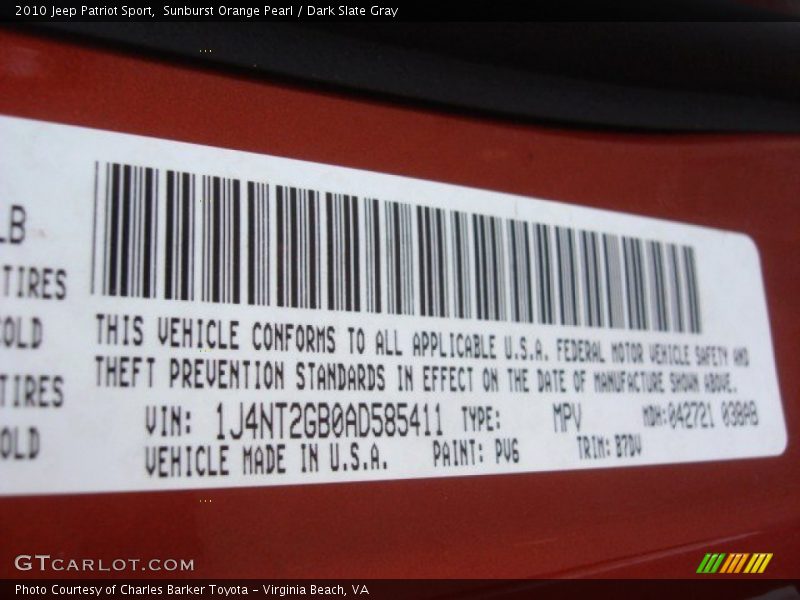 2010 Jeep Patriot Sport,  Sunburst Orange Pearl / Dark Slate Gray
LB
TIRES
COLD
TIRES
COLD
THIS VEHICLE CONFORMS TO ALL APPLICABLE U.S.A. FEDERAL MOTOR VEHICLE SAFETY AND
THEFT PREVENTION STANDARDS IN EFFECT ON THE DATE OF MANUFACTURE SHOWN ABOVE.
VIN: 1J4NT2GB0AD585411 TYPE: MPV MDH:042721 038AB
VEHICLE MADE IN U.S.A. PAINT: PV6 TRIM: B7DV
GTCARLOT.COM
Photo Courtesy of Charles Barker Toyota - Virginia Beach, VA